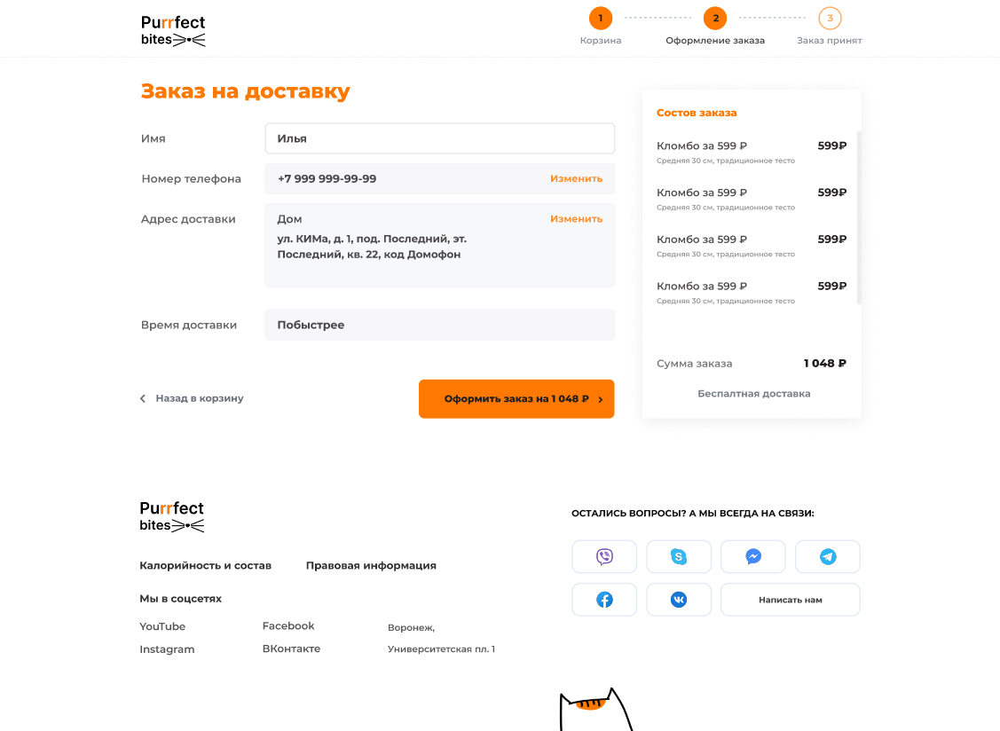 Purrfect
bites
1
2
3
Корзина
Оформление заказа
Заказ принят
Заказ на доставку
Имя
Илья
Номер телефона
+7 999 999-99-99
Изменить
Адрес доставки
Дом
Изменить
ул. КИМа, д. 1, под. Последний, эт.
Последний, кв. 22, код Домофон
Время доставки
Побыстрее
Назад в корзину
Оформить заказ на 1 048 ₽
Состов заказа
Кломбо за 599 ₽
599₽
Средняя 30 см, традиционное тесто
Кломбо за 599 ₽
599₽
Средняя 30 см, традиционное тесто
Кломбо за 599 ₽
599₽
Средняя 30 см, традиционное тесто
Кломбо за 599 ₽
599₽
Средняя 30 см, традиционное тесто
Сумма заказа
1 048 ₽
Беспалтная доставка
Purrfect
bites
Калорийность и состав
Правовая информация
Мы в соцсетях
YouTube
Facebook
Воронеж,
Instagram
ВКонтакте
Университетская пл. 1
ОСТАЛИСЬ ВОПРОСЫ? А МЫ ВСЕГДА НА СВЯЗИ:
Написать нам